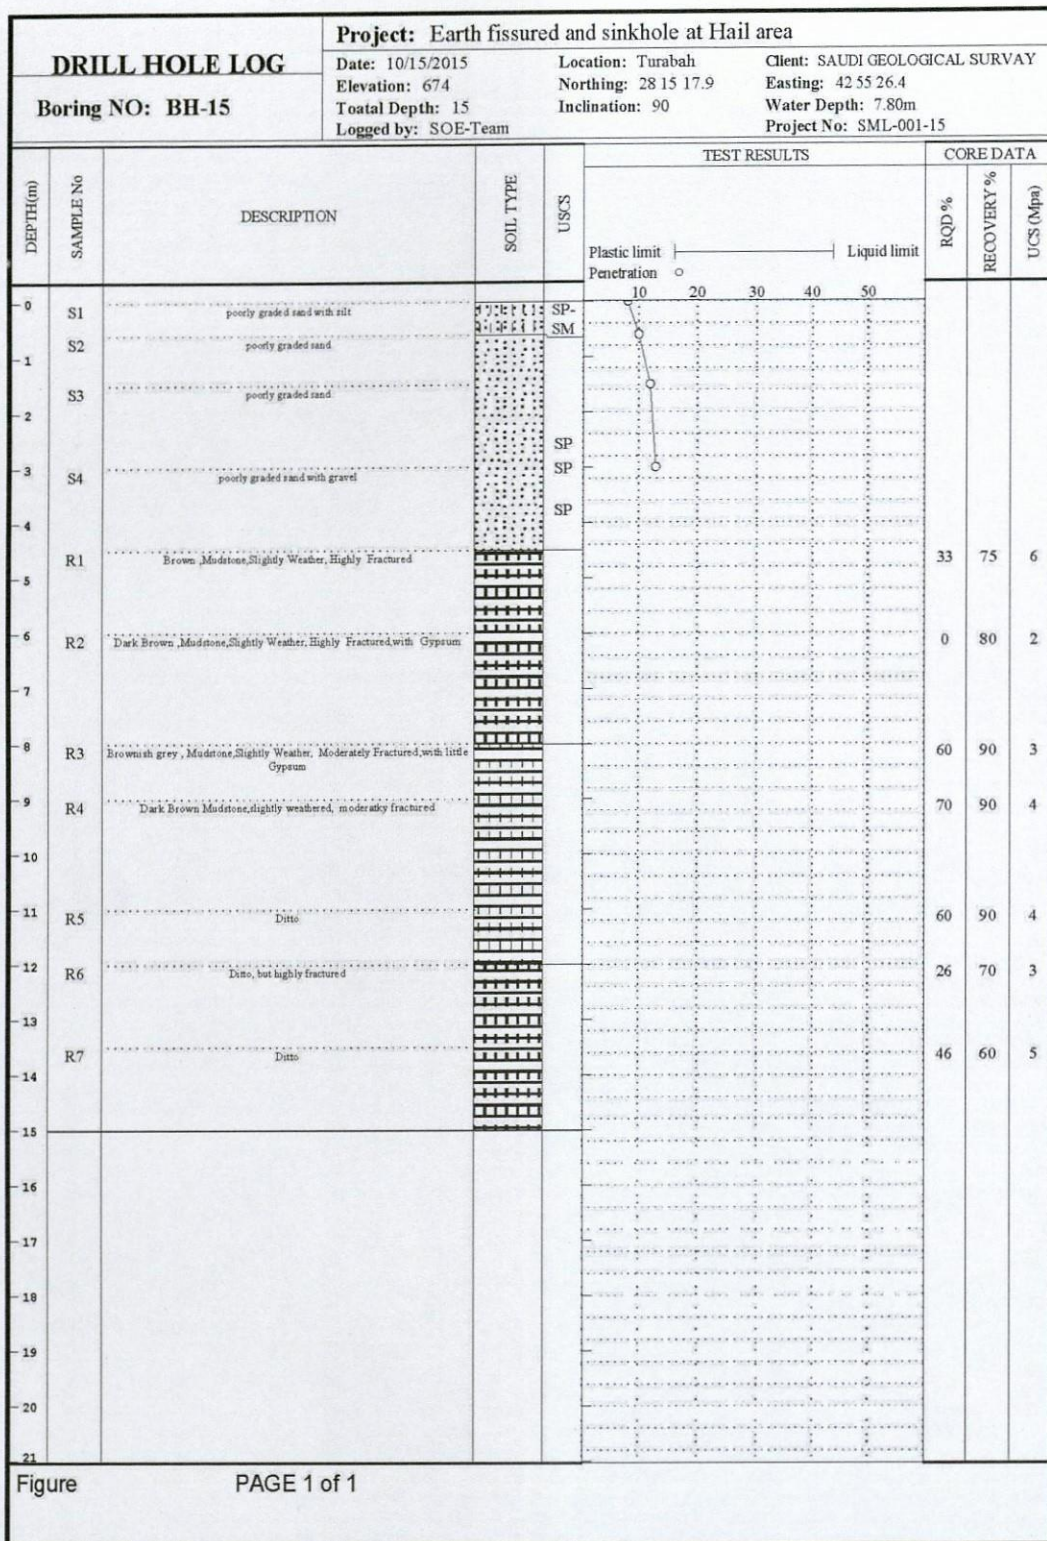 DRILL HOLE LOG
Boring NO: BH-15
Project: Earth fissured and sinkhole at Hail area
Date: 10/15/2015 Location: Turabah Client: SAUDI GEOLOGICAL SURVAY
Elevation: 674 Northing: 28 15 17.9 Easting: 42 55 26.4
Toatal Depth: 15 Inclination: 90 Water Depth: 7.80m
Logged by: SOE-Team Project No: SML-001-15
DEPTH(m) SAMPLE No DESCRIPTION SOIL TYPE USCS TEST RESULTS CORE DATA
RQD % RECOVERY % UCS (Mpa)
Plastic limit Liquid limit
Penetration
10 20 30 40 50
0 S1 poorly graded sand with silt SP-
SM
S2 poorly graded sand
1
S3 poorly graded sand
2
SP
3 SP
S4 poorly graded sand with gravel
SP
4
R1 Brown ,Mudstone,Slightly Weather, Highly Fractured 33 75 6
5
6
R2 Dark Brown ,Mudstone,Slightly Weather, Highly Fractured,with Gypsum 0 80 2
7
8
R3 Brownish grey , Mudstone,Slightly Weather, Moderately Fractured,with little 60 90 3
Gypsum
9
R4 Dark Brown Mudstone,slightly weathered, moderatky fractured 70 90 4
10
11
R5 Ditto 60 90 4
12
R6 Ditto, but highly fractured 26 70 3
13
R7 Ditto 46 60 5
14
15
16
17
18
19
20
21
Figure PAGE 1 of 1